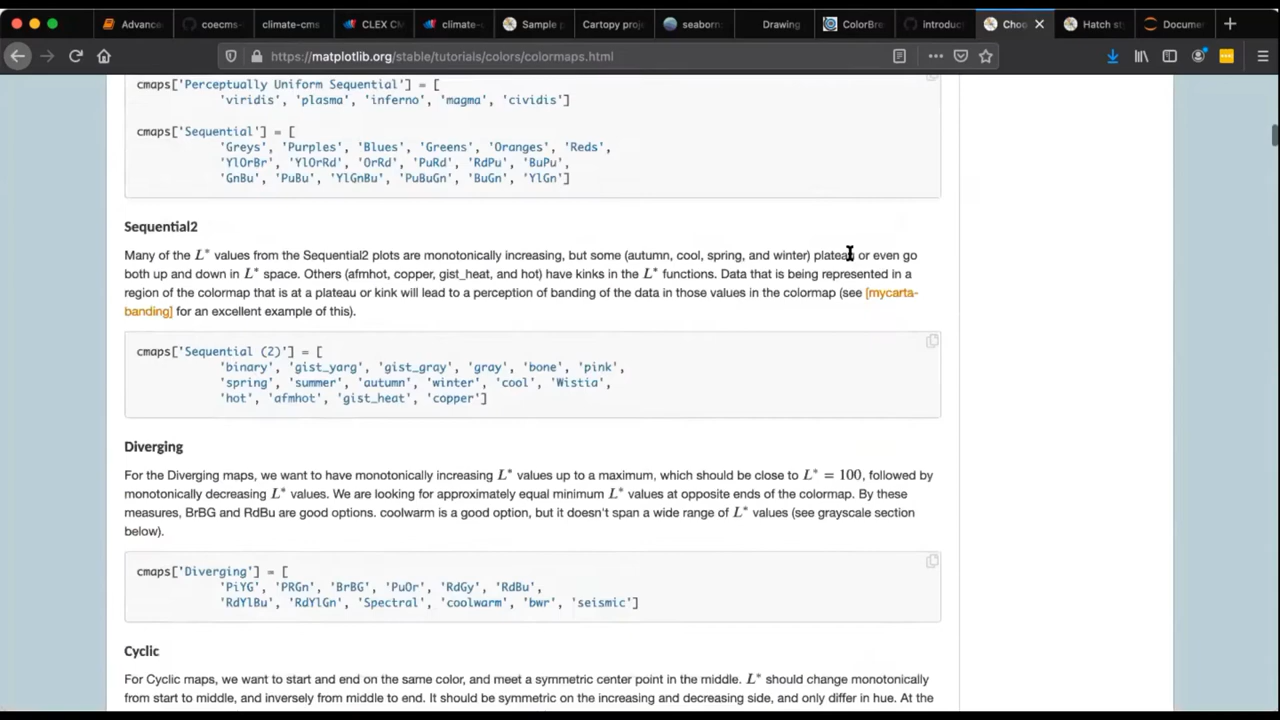 Advance
coecms-
climate-cms
CLEX CM
climate-
Sample p
Cartopy proj
seaborn
Drawing
ColorBre
introduc
Choo
Hatch st
Docume
https://matplotlib.org/stable/tutorials/colors/colormaps.html
cmaps['Perceptually Uniform Sequential'] = [
'viridis', 'plasma', 'inferno', 'magma', 'cividis']
cmaps['Sequential'] = [
'Greys', 'Purples', 'Blues', 'Greens', 'Oranges', 'Reds',
'YlOrBr', 'YlOrRd', 'OrRd', 'PuRd', 'RdPu', 'BuPu',
'GnBu', 'PuBu', 'YlGnBu', 'PuBuGn', 'BuGn', 'YlGn']
Sequential2
Many of the L* values from the Sequential2 plots are monotonically increasing, but some (autumn, cool, spring, and winter) plateau or even go
both up and down in L* space. Others (afmhot, copper, gist_heat, and hot) have kinks in the L* functions. Data that is being represented in a
region of the colormap that is at a plateau or kink will lead to a perception of banding of the data in those values in the colormap (see [mycarta-
banding] for an excellent example of this).
cmaps['Sequential (2)'] = [
'binary', 'gist_yarg', 'gist_gray', 'gray', 'bone', 'pink',
'spring', 'summer', 'autumn', 'winter', 'cool', 'Wistia',
'hot', 'afmhot', 'gist_heat', 'copper']
Diverging
For the Diverging maps, we want to have monotonically increasing L* values up to a maximum, which should be close to L* = 100, followed by
monotonically decreasing L* values. We are looking for approximately equal minimum L* values at opposite ends of the colormap. By these
measures, BrBG and RdBu are good options. coolwarm is a good option, but it doesn't span a wide range of L* values (see grayscale section
below).
cmaps['Diverging'] = [
'PiYG', 'PRGn', 'BrBG', 'PuOr', 'RdGy', 'RdBu',
'RdYlBu', 'RdYlGn', 'Spectral', 'coolwarm', 'bwr', 'seismic']
Cyclic
For Cyclic maps, we want to start and end on the same color, and meet a symmetric center point in the middle. L* should change monotonically
from start to middle, and inversely from middle to end. It should be symmetric on the increasing and decreasing side, and only differ in hue. At the